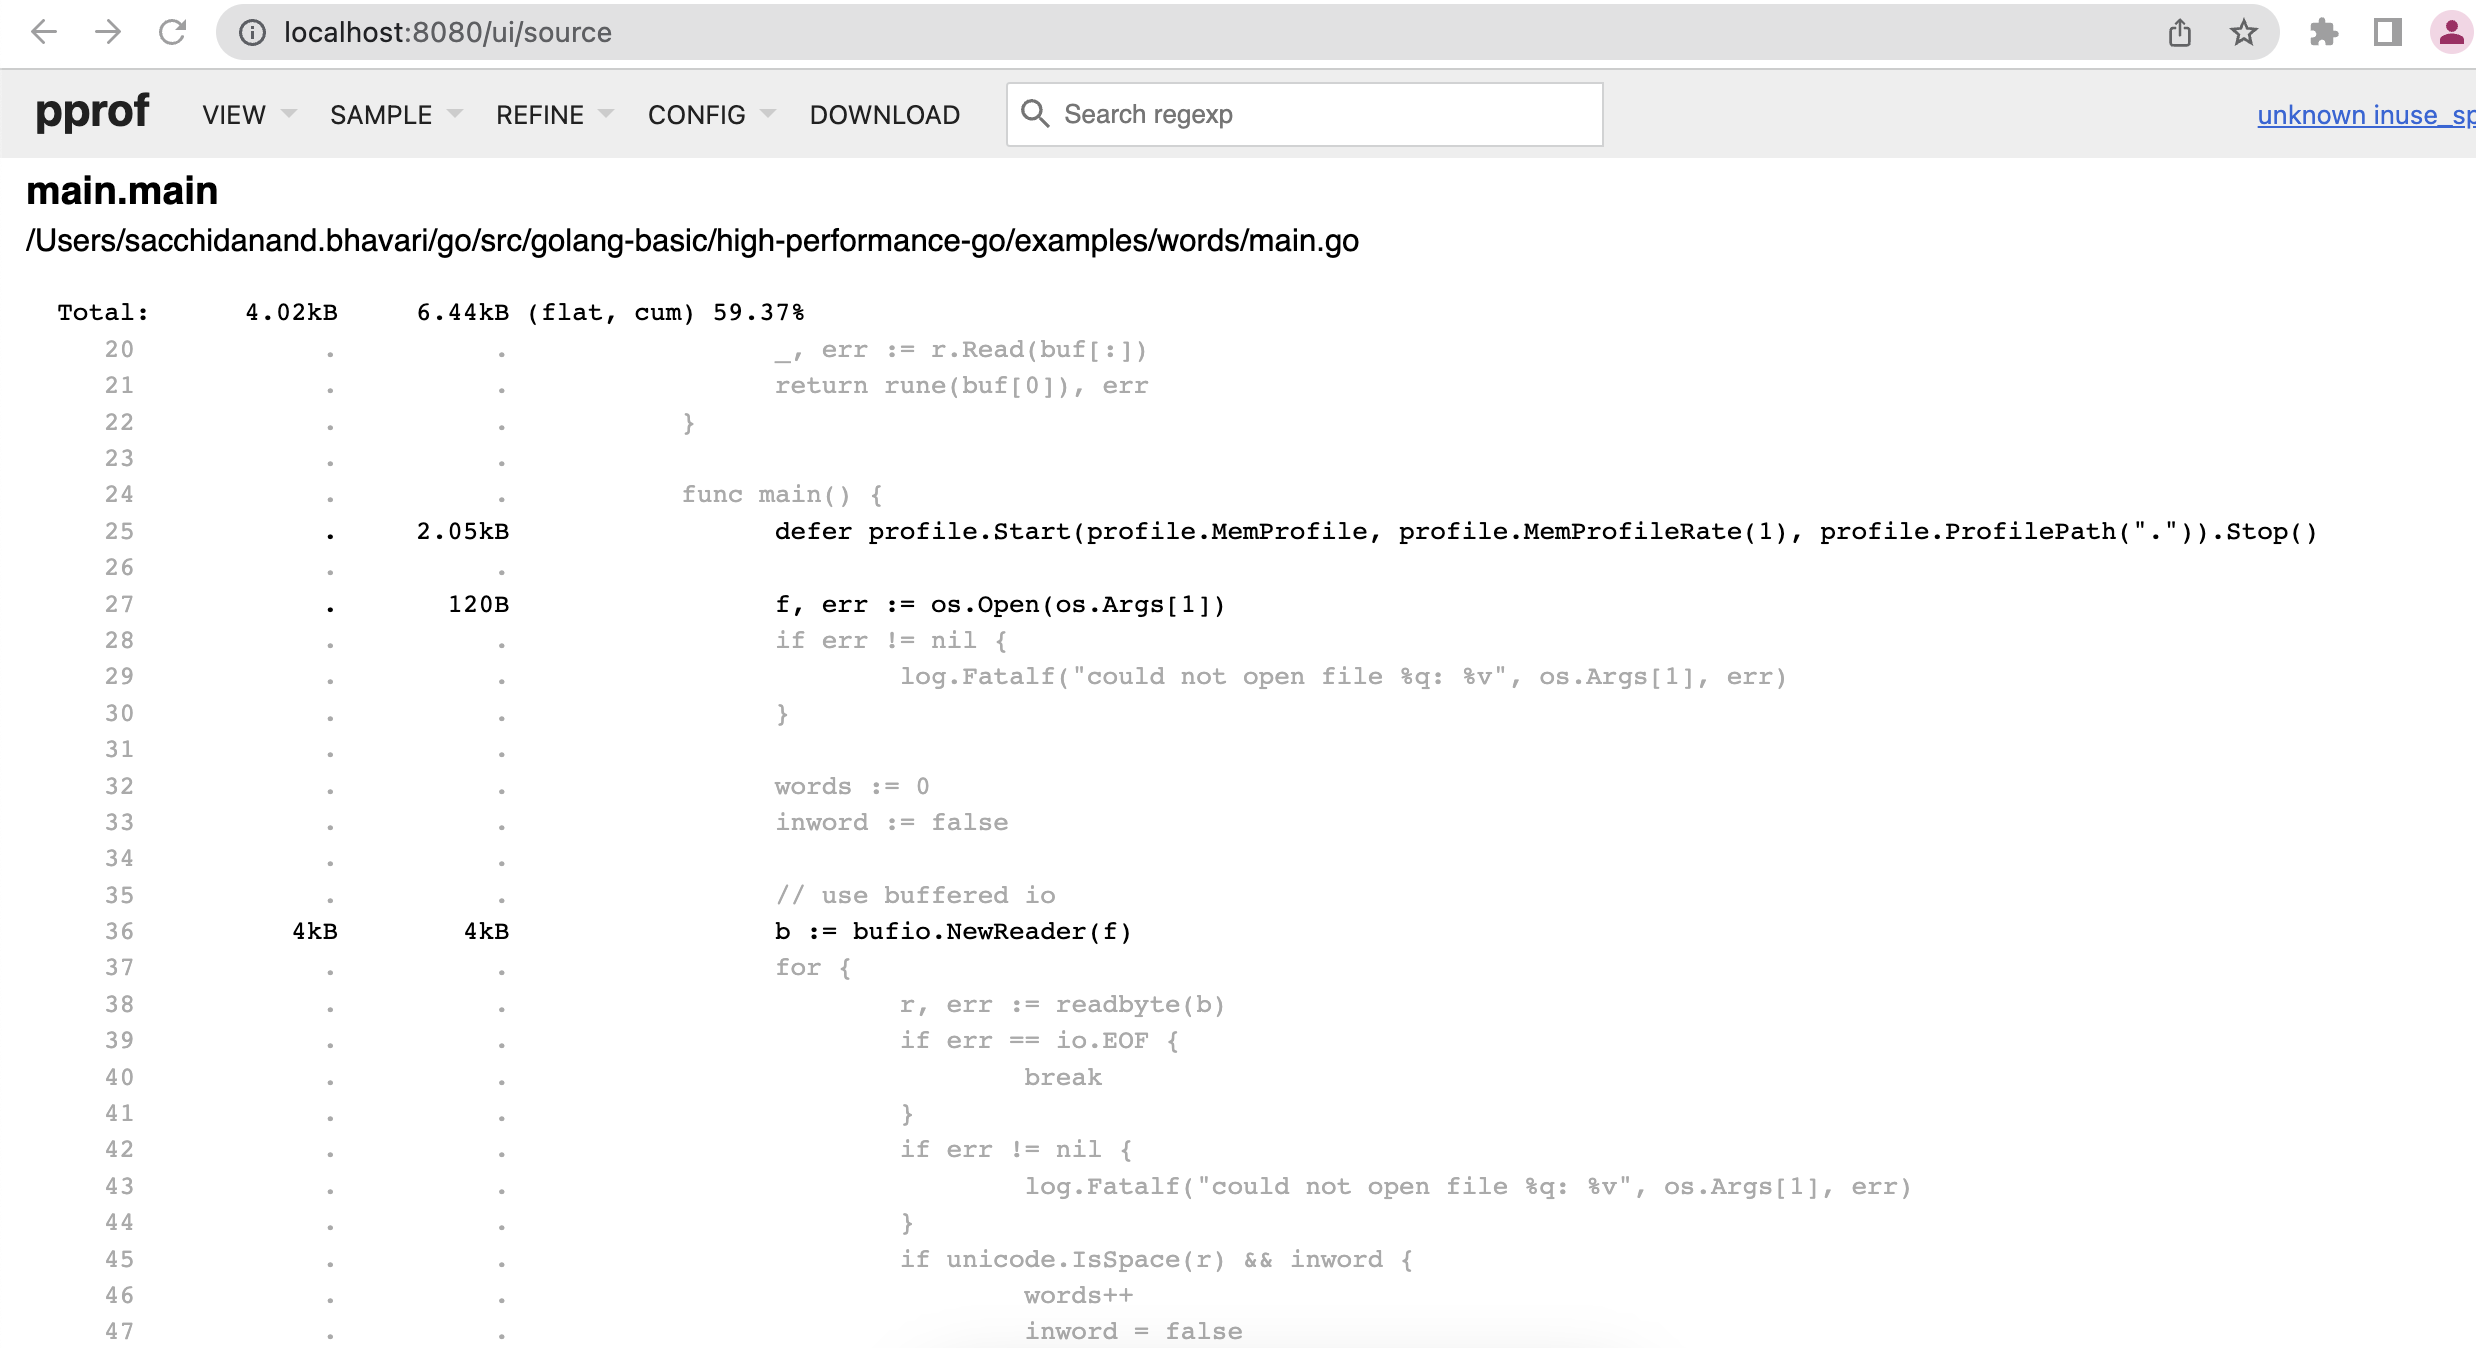 localhost:8080/ui/source
pprof VIEW SAMPLE REFINE CONFIG DOWNLOAD Search regexp unknown inuse_sp
main.main
/Users/sacchidanand.bhavari/go/src/golang-basic/high-performance-go/examples/words/main.go
Total: 4.02kB 6.44kB (flat, cum) 59.37%
20 . . _, err := r.Read(buf[:])
21 . . return rune(buf[0]), err
22 . . }
23 . .
24 . . func main() {
25 . 2.05kB defer profile.Start(profile.MemProfile, profile.MemProfileRate(1), profile.ProfilePath(".")).Stop()
26 . .
27 . 120B f, err := os.Open(os.Args[1])
28 . . if err != nil {
29 . . log.Fatalf("could not open file %q: %v", os.Args[1], err)
30 . . }
31 . .
32 . . words := 0
33 . . inword := false
34 . .
35 . . // use buffered io
36 4kB 4kB b := bufio.NewReader(f)
37 . . for {
38 . . r, err := readbyte(b)
39 . . if err == io.EOF {
40 . . break
41 . . }
42 . . if err != nil {
43 . . log.Fatalf("could not open file %q: %v", os.Args[1], err)
44 . . }
45 . . if unicode.IsSpace(r) && inword {
46 . . words++
47 . . inword = false